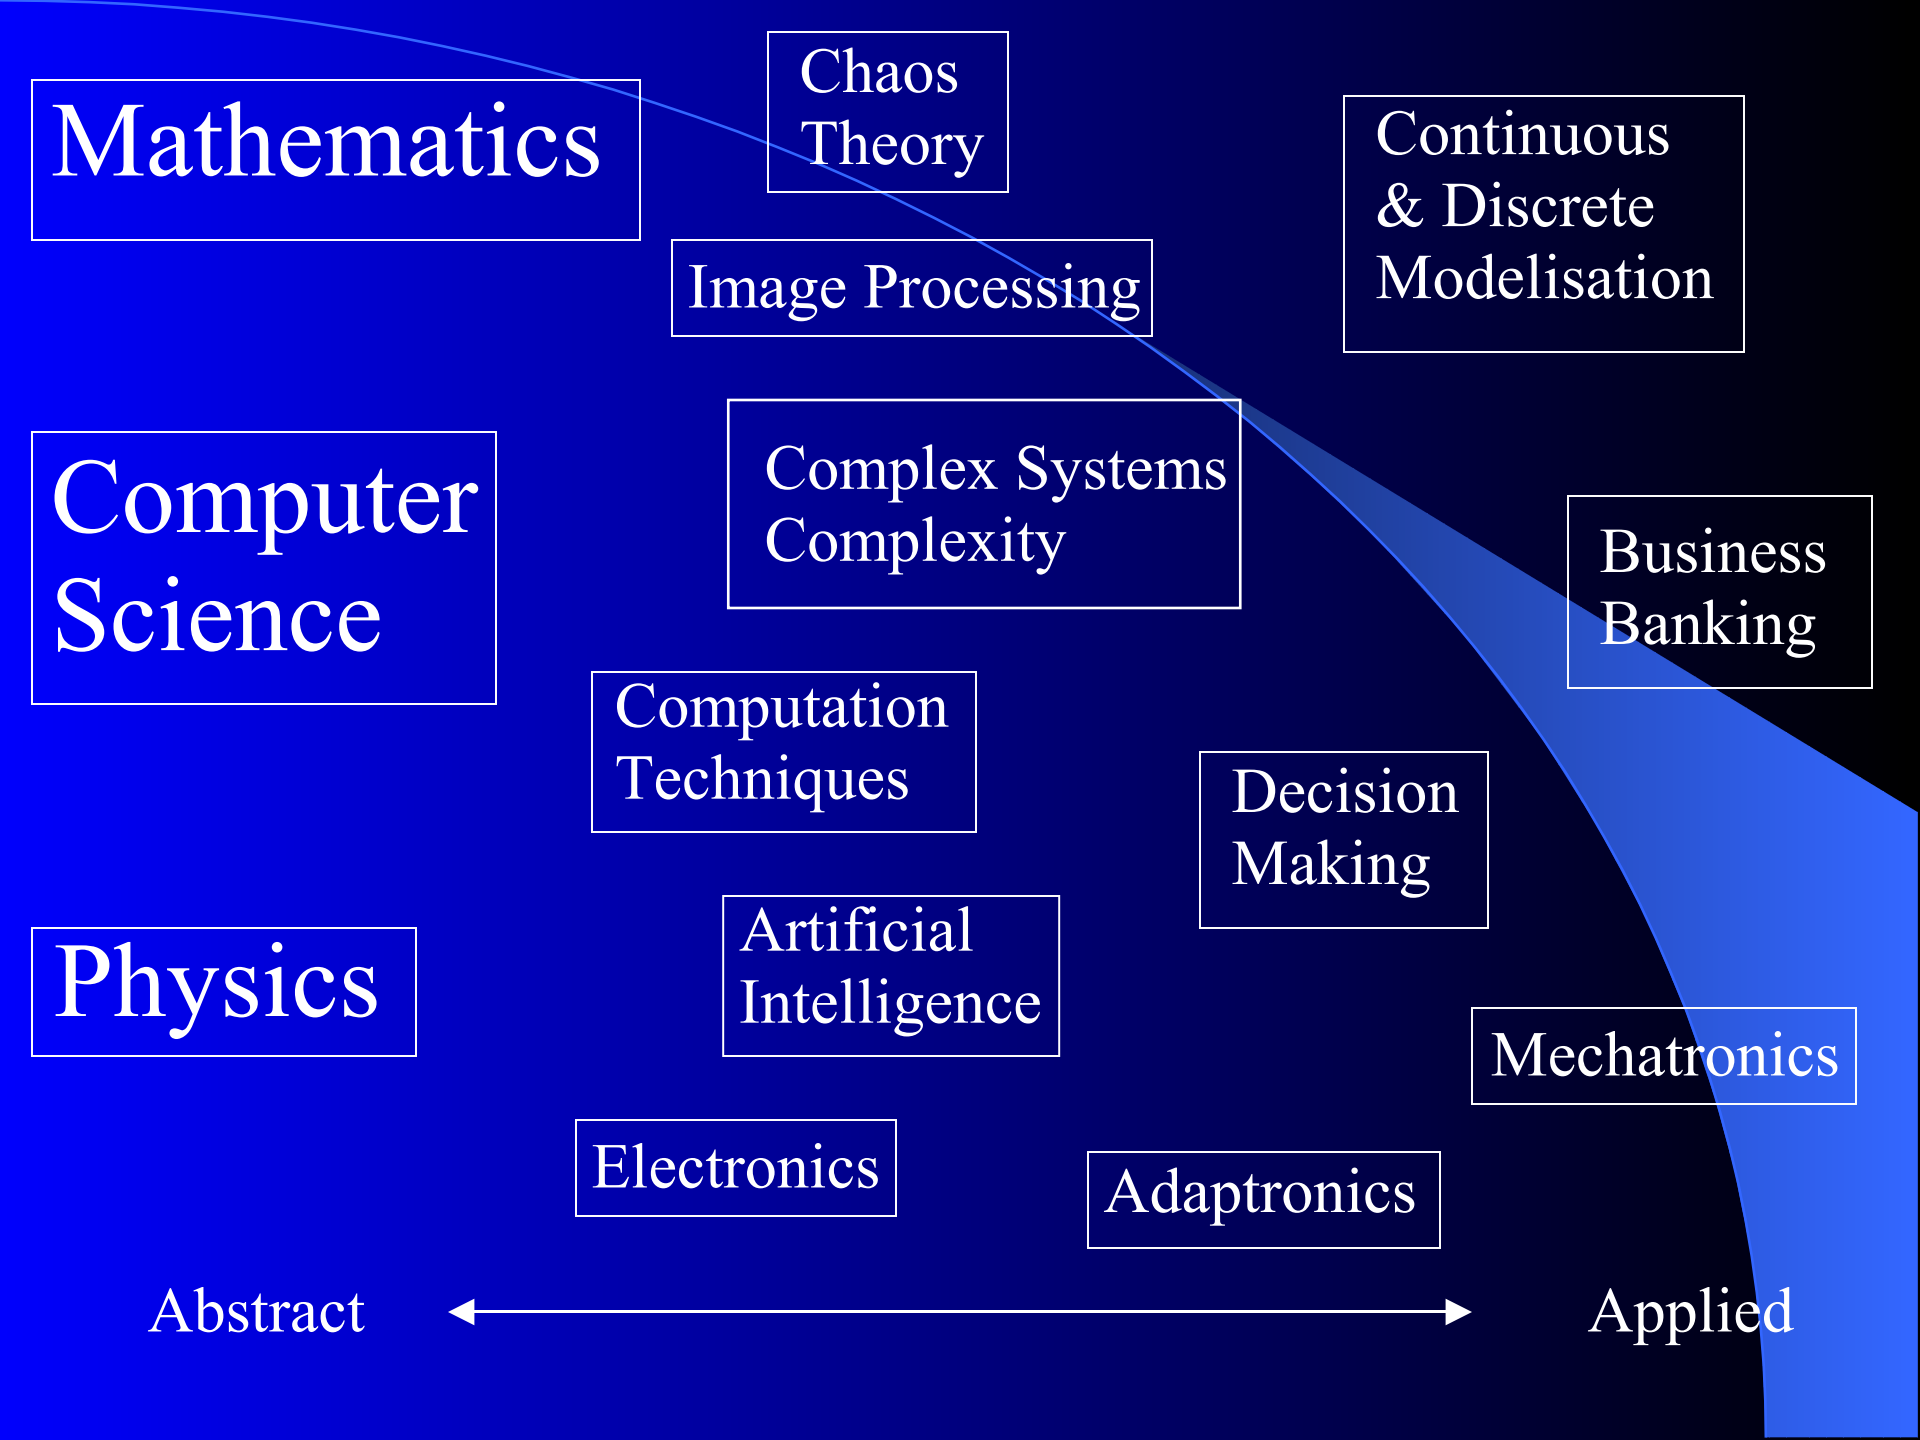 Mathematics
Chaos
Theory
Continuous
& Discrete
Modelisation
Image Processing
Computer
Science
Complex Systems
Complexity
Business
Banking
Computation
Techniques
Decision
Making
Physics
Artificial
Intelligence
Mechatronics
Electronics
Adaptronics
Abstract
Applied